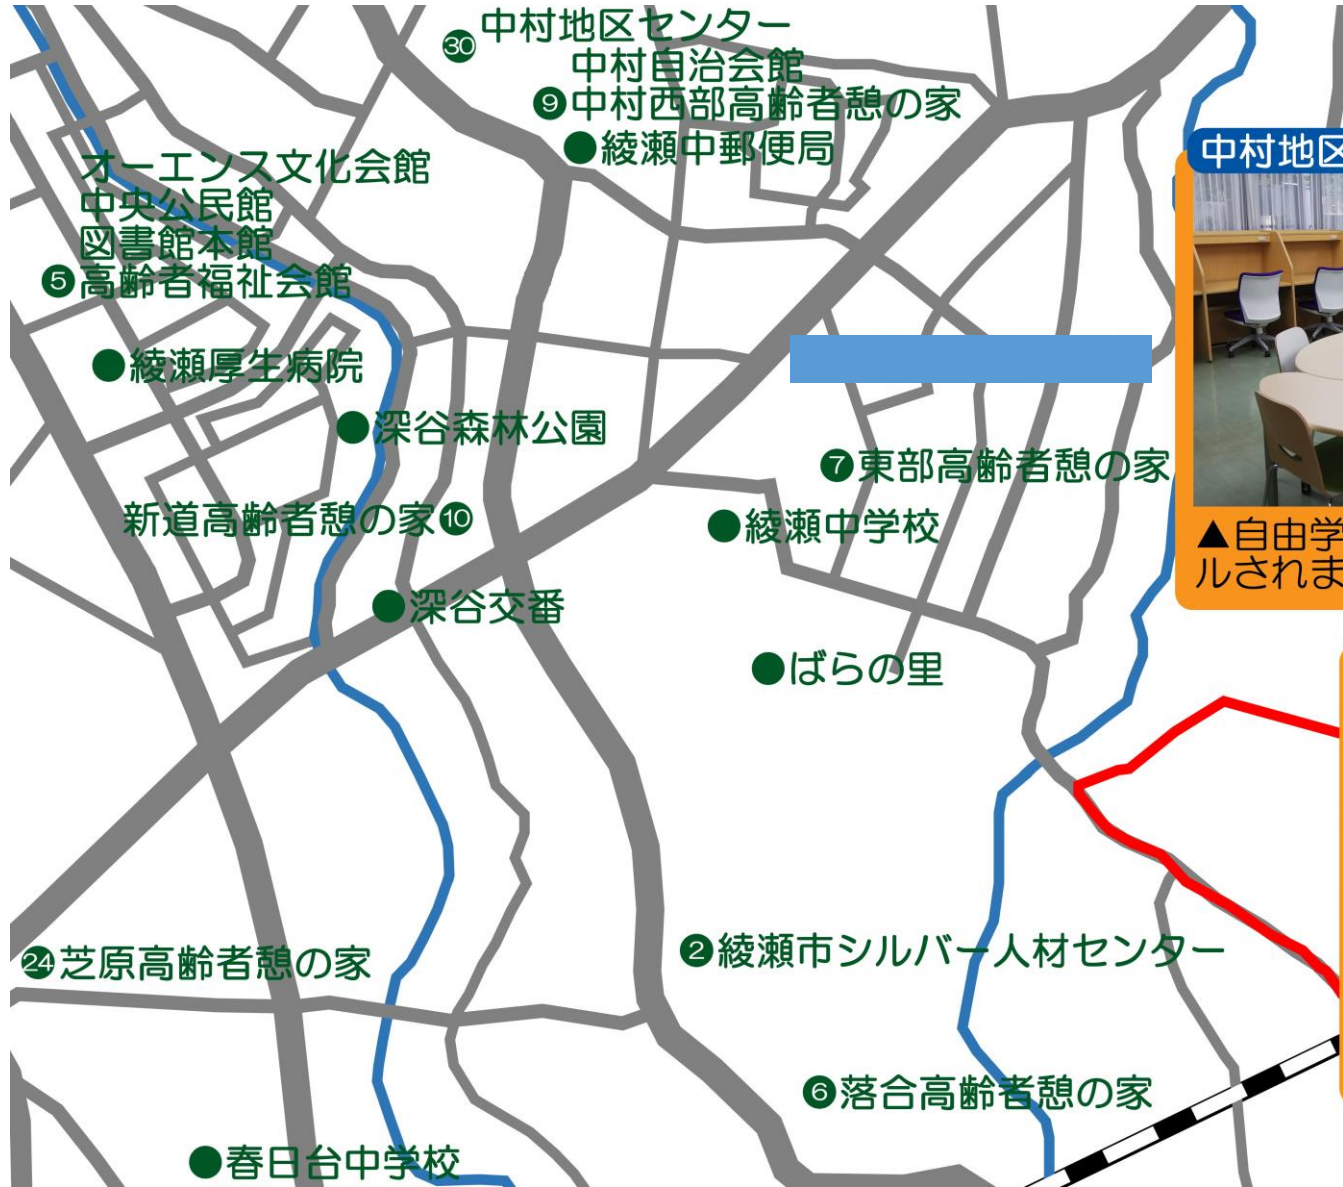 ㉚中村地区センター
中村自治会館
❾中村西部高齢者憩の家
●綾瀬中郵便局
中村地区
オーエンス文化会館
中央公民館
図書館本館
❺高齢者福祉会館
●綾瀬厚生病院
●深谷森林公園
❼東部高齢者憩の家
新道高齢者憩の家❿
●綾瀬中学校
▲自由学
ルされま
●深谷交番
●ばらの里
㉔芝原高齢者憩の家
❷綾瀬市シルバー人材センター
❻落合高齢者憩の家
●春日台中学校